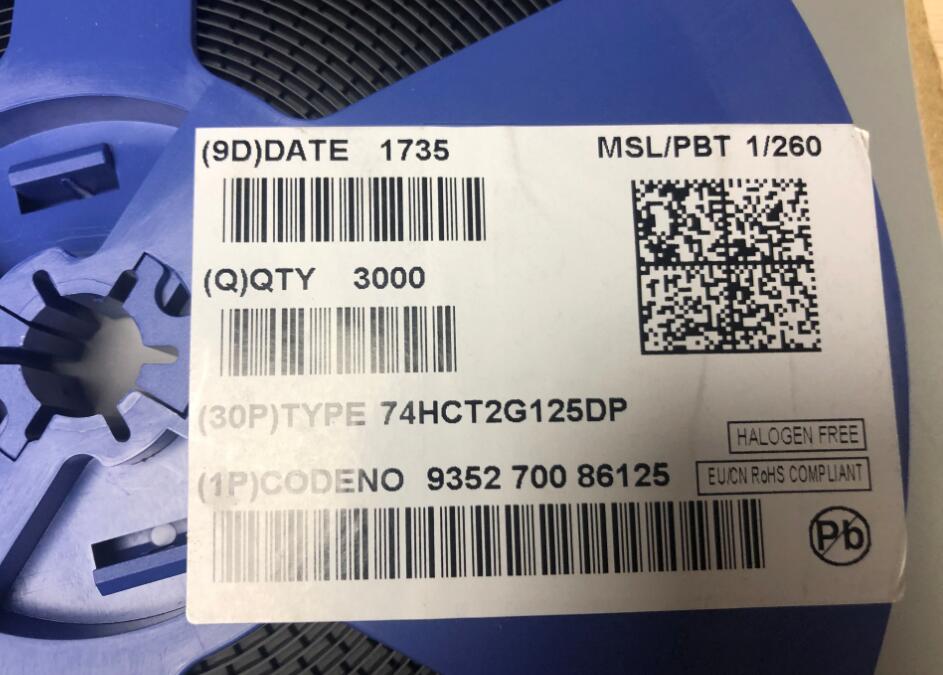 (9D)DATE 1735
MSL/PBT 1/260
(Q)QTY 3000
(30P)TYPE 74HCT2G125DP
HALOGEN FREE
(1P)CODENO 9352 700 86125
EU/CN RoHS COMPLIANT
Pb